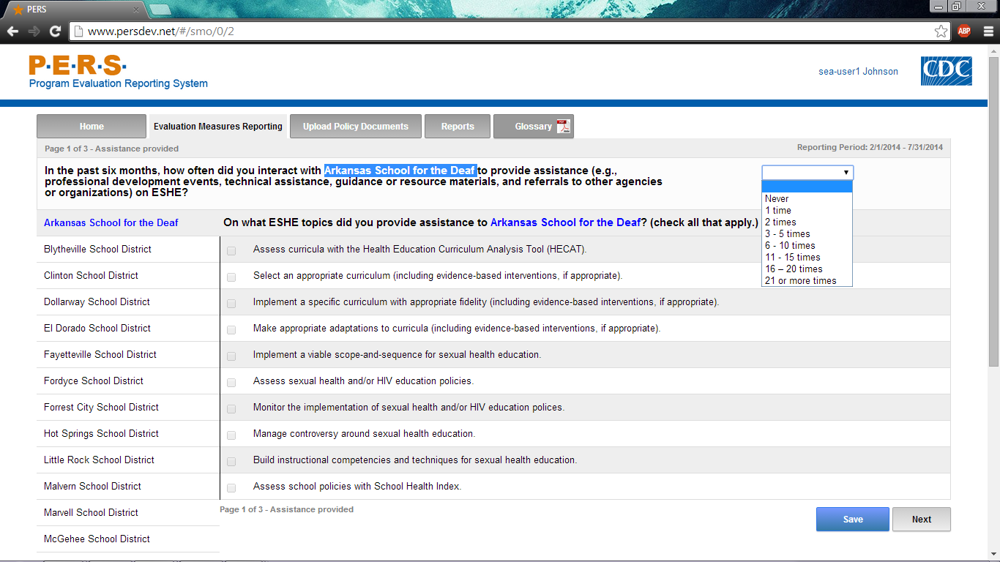 PERS
www.persdev.net/#/smo/0/2
ABP
P·E·R·S·
Program Evaluation Reporting System
sea-user1 Johnson
CDC
Home
Evaluation Measures Reporting
Upload Policy Documents
Reports
Glossary
Page 1 of 3 - Assistance provided
Reporting Period: 2/1/2014 - 7/31/2014
In the past six months, how often did you interact with Arkansas School for the Deaf to provide assistance (e.g.,
professional development events, technical assistance, guidance or resource materials, and referrals to other agencies
or organizations) on ESHE?
Never
1 time
2 times
3 - 5 times
6 - 10 times
11 - 15 times
16 – 20 times
21 or more times
Arkansas School for the Deaf
On what ESHE topics did you provide assistance to Arkansas School for the Deaf? (check all that apply.)
Blytheville School District
Assess curricula with the Health Education Curriculum Analysis Tool (HECAT).
Clinton School District
Select an appropriate curriculum (including evidence-based interventions, if appropriate).
Dollarway School District
Implement a specific curriculum with appropriate fidelity (including evidence-based interventions, if appropriate).
El Dorado School District
Make appropriate adaptations to curricula (including evidence-based interventions, if appropriate).
Fayetteville School District
Implement a viable scope-and-sequence for sexual health education.
Fordyce School District
Assess sexual health and/or HIV education policies.
Forrest City School District
Monitor the implementation of sexual health and/or HIV education polices.
Hot Springs School District
Manage controversy around sexual health education.
Little Rock School District
Build instructional competencies and techniques for sexual health education.
Malvern School District
Assess school policies with School Health Index.
Marvell School District
Page 1 of 3 - Assistance provided
Save
Next
McGehee School District